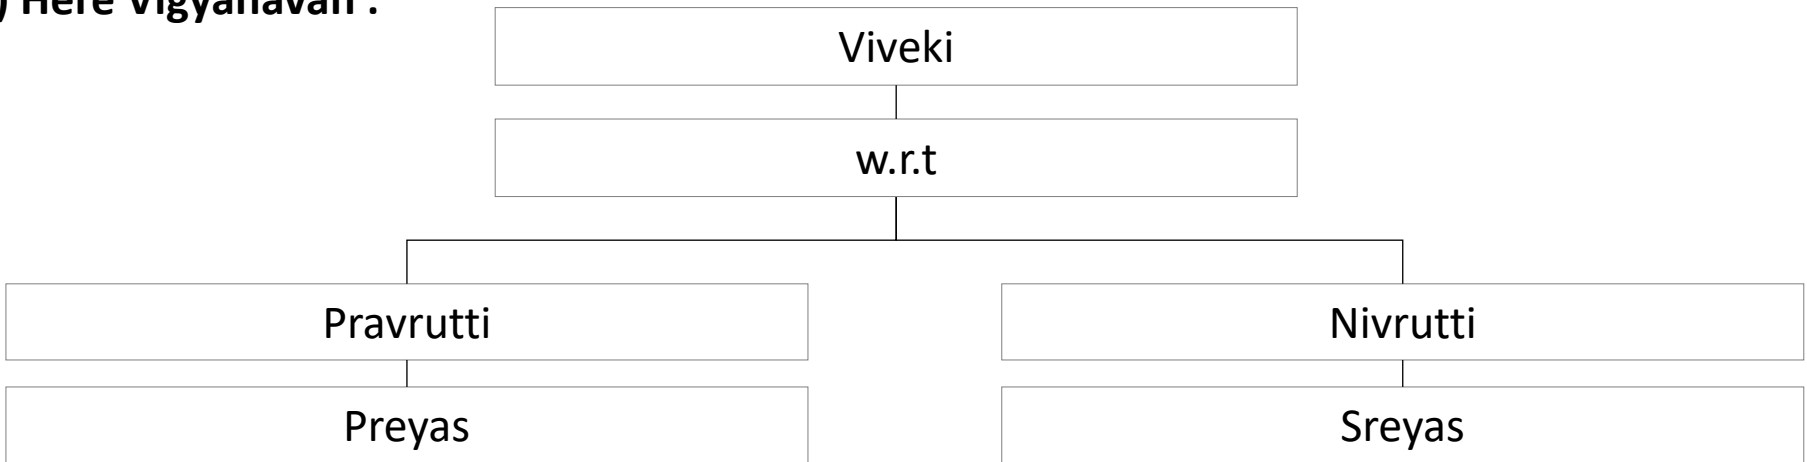 ) Here Vigyanavan :
Viveki
w.r.t
Pravrutti
Nivrutti
Preyas
Sreyas